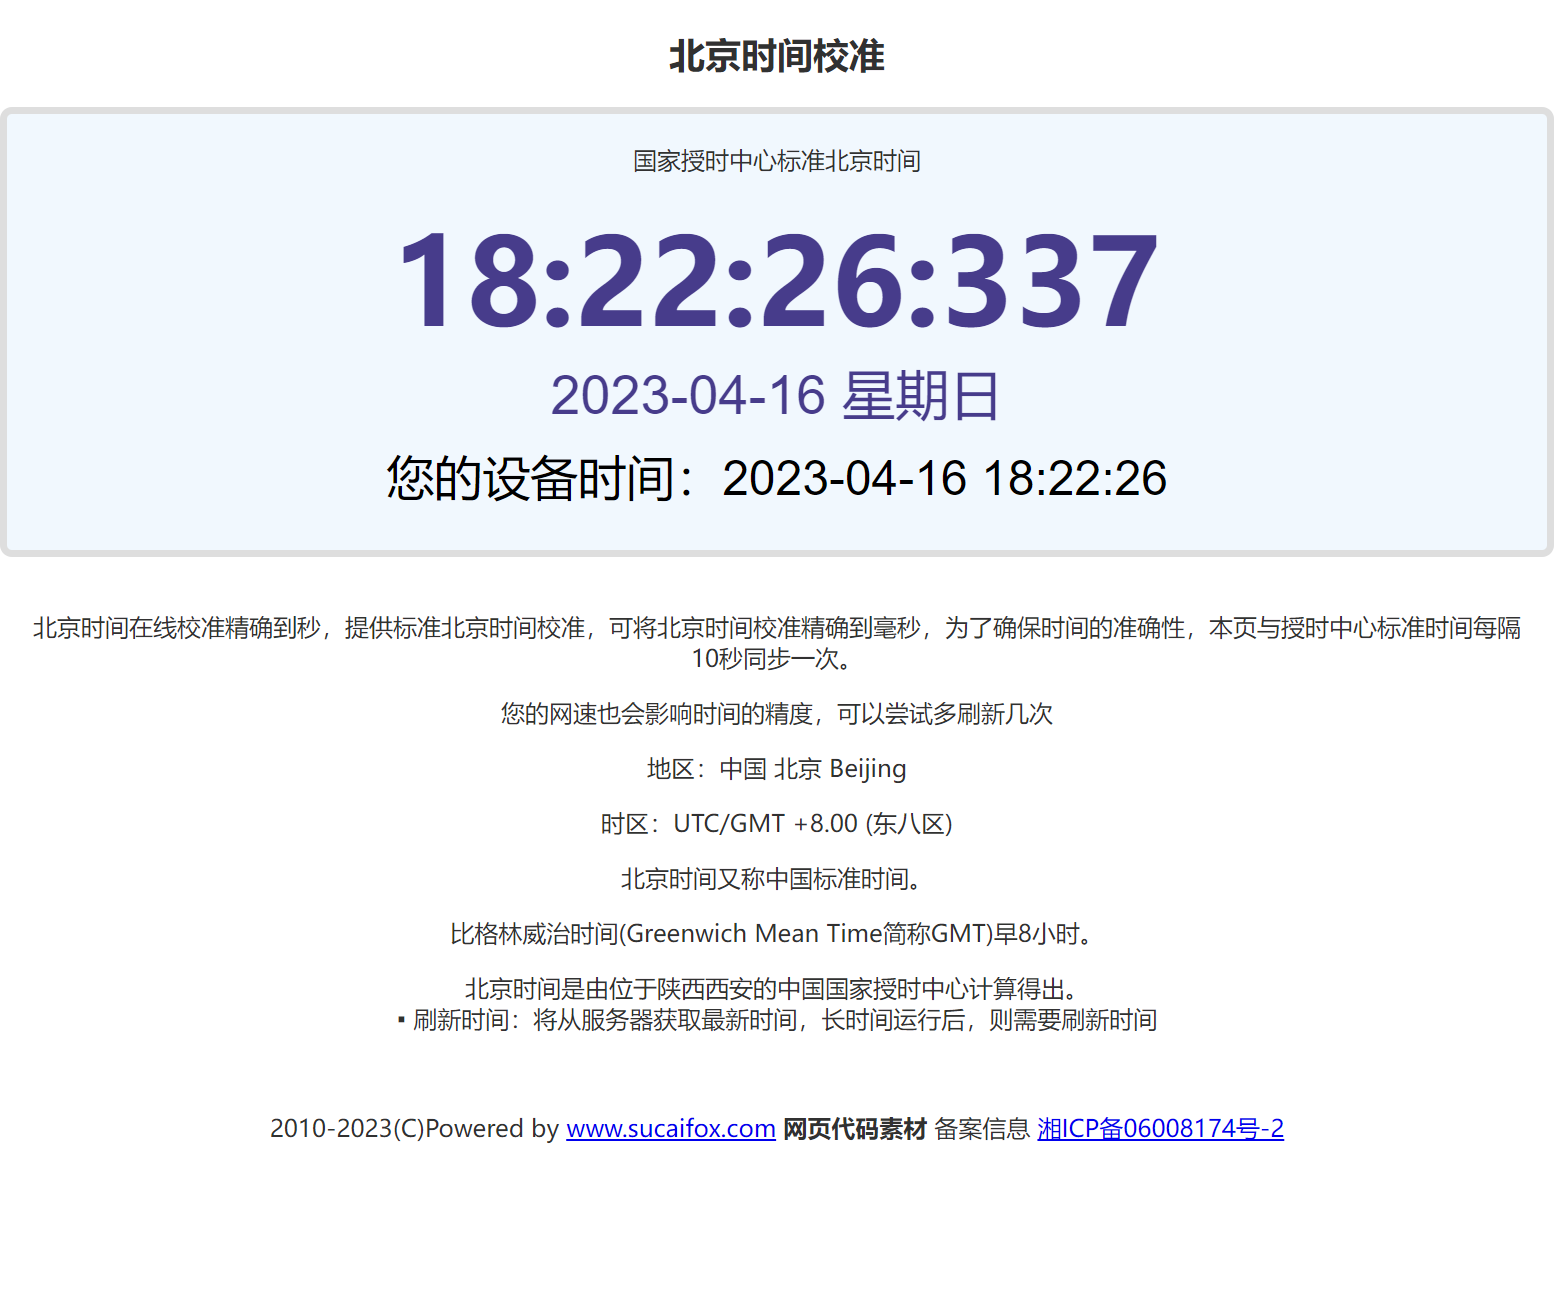 北京时间校准
国家授时中心标准北京时间
18:22:26:337
2023-04-16 星期日
您的设备时间：2023-04-16 18:22:26
北京时间在线校准精确到秒，提供标准北京时间校准，可将北京时间校准精确到毫秒，为了确保时间的准确性，本页与授时中心标准时间每隔
10秒同步一次。
您的网速也会影响时间的精度，可以尝试多刷新几次
地区：中国 北京 Beijing
时区：UTC/GMT +8.00 (东八区)
北京时间又称中国标准时间。
比格林威治时间(Greenwich Mean Time简称GMT)早8小时。
北京时间是由位于陕西西安的中国国家授时中心计算得出。
▪ 刷新时间：将从服务器获取最新时间，长时间运行后，则需要刷新时间
2010-2023(C)Powered by www.sucaifox.com 网页代码素材 备案信息 湘ICP备06008174号-2